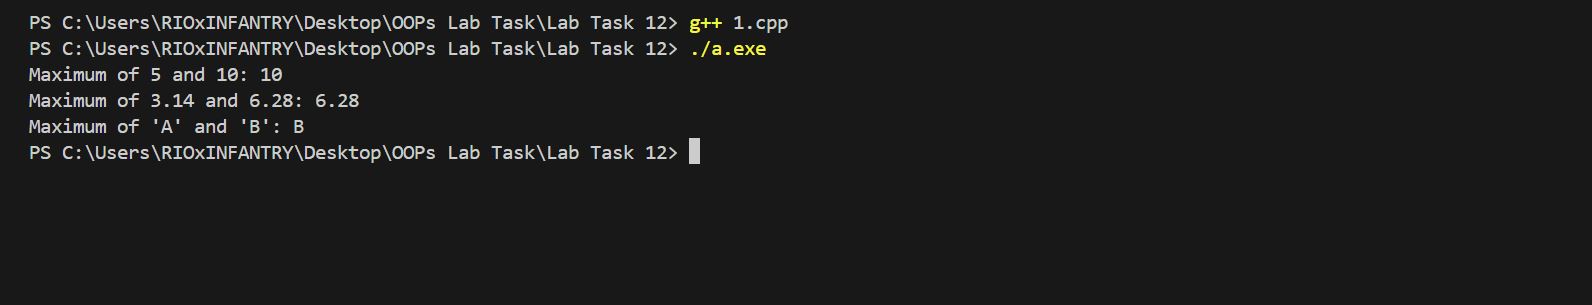 PS C:\Users\RIOxINFANTRY\Desktop\OOPs Lab Task\Lab Task 12> g++ 1.cpp
PS C:\Users\RIOxINFANTRY\Desktop\OOPs Lab Task\Lab Task 12> ./a.exe
Maximum of 5 and 10: 10
Maximum of 3.14 and 6.28: 6.28
Maximum of 'A' and 'B': B
PS C:\Users\RIOxINFANTRY\Desktop\OOPs Lab Task\Lab Task 12>